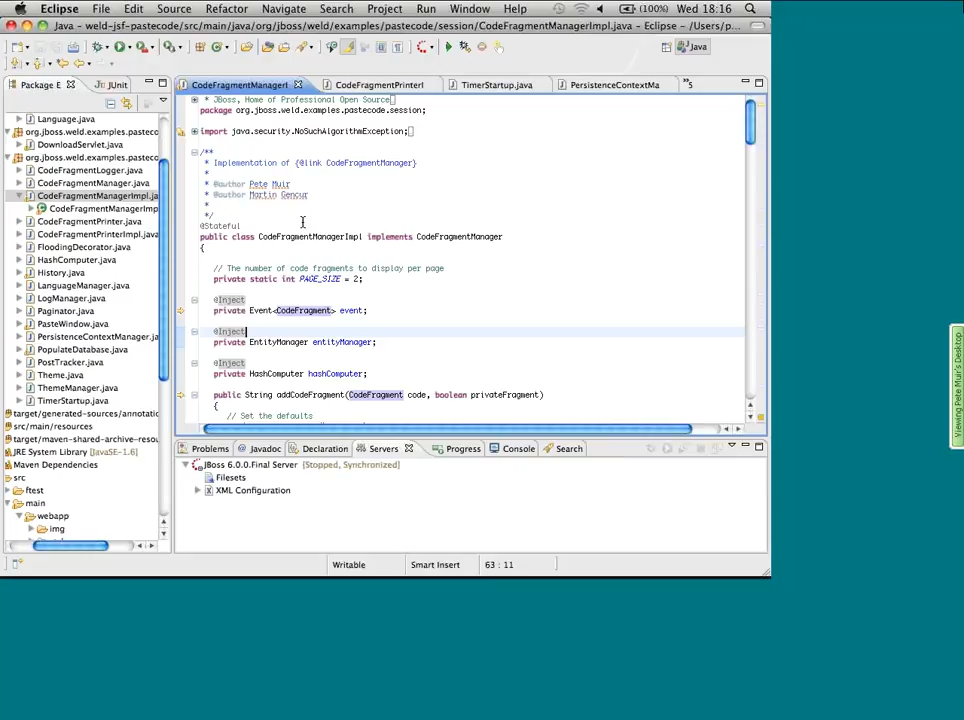 Eclipse File Edit Source Refactor Navigate Search Project JBoss Run Window Help (100%) Wed 18:16
Java – weld-jsf-pastecode/src/main/java/org/jboss/weld/examples/pastecode/session/CodeFragmentManagerImpl.java – Eclipse – /Users/p...
Java
Package E JUnit
CodeFragmentManagerI CodeFragmentPrinterI TimerStartup.java PersistenceContextMa »5
Language.java
org.jboss.weld.examples.pasteco
DownloadServlet.java
org.jboss.weld.examples.pasteco
CodeFragmentLogger.java
CodeFragmentManager.java
CodeFragmentManagerImpl.ja
CodeFragmentManagerImp
CodeFragmentPrinter.java
CodeFragmentPrinterImpl.java
FloodingDecorator.java
HashComputer.java
History.java
LanguageManager.java
LogManager.java
Paginator.java
PasteWindow.java
PersistenceContextManager.ja
PopulateDatabase.java
PostTracker.java
Theme.java
ThemeManager.java
TimerStartup.java
target/generated-sources/annotatio
src/main/resources
target/maven-shared-archive-resou
JRE System Library [JavaSE-1.6]
Maven Dependencies
src
ftest
main
webapp
img
* JBoss, Home of Professional Open Source
package org.jboss.weld.examples.pastecode.session;
import java.security.NoSuchAlgorithmException;
/**
* Implementation of {@link CodeFragmentManager}
*
* @author Pete Muir
* @author Martin Gencur
*
*/
@Stateful
public class CodeFragmentManagerImpl implements CodeFragmentManager
{
// The number of code fragments to display per page
private static int PAGE_SIZE = 2;
@Inject
private Event<CodeFragment> event;
@Inject
private EntityManager entityManager;
@Inject
private HashComputer hashComputer;
public String addCodeFragment(CodeFragment code, boolean privateFragment)
{
// Set the defaults
Problems Javadoc Declaration Servers Progress Console Search
JBoss 6.0.0.Final Server [Stopped, Synchronized]
Filesets
XML Configuration
Writable Smart Insert 63 : 11
Viewing Pete Muir's Desktop